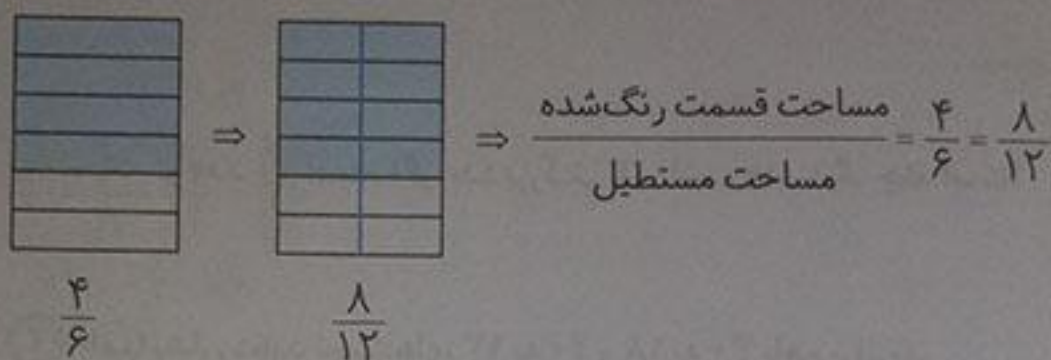 ⇒ ⇒ مساحت قسمت رنگ‌شده / مساحت مستطیل = ۴/۶ = ۸/۱۲
۴/۶ ۸/۱۲